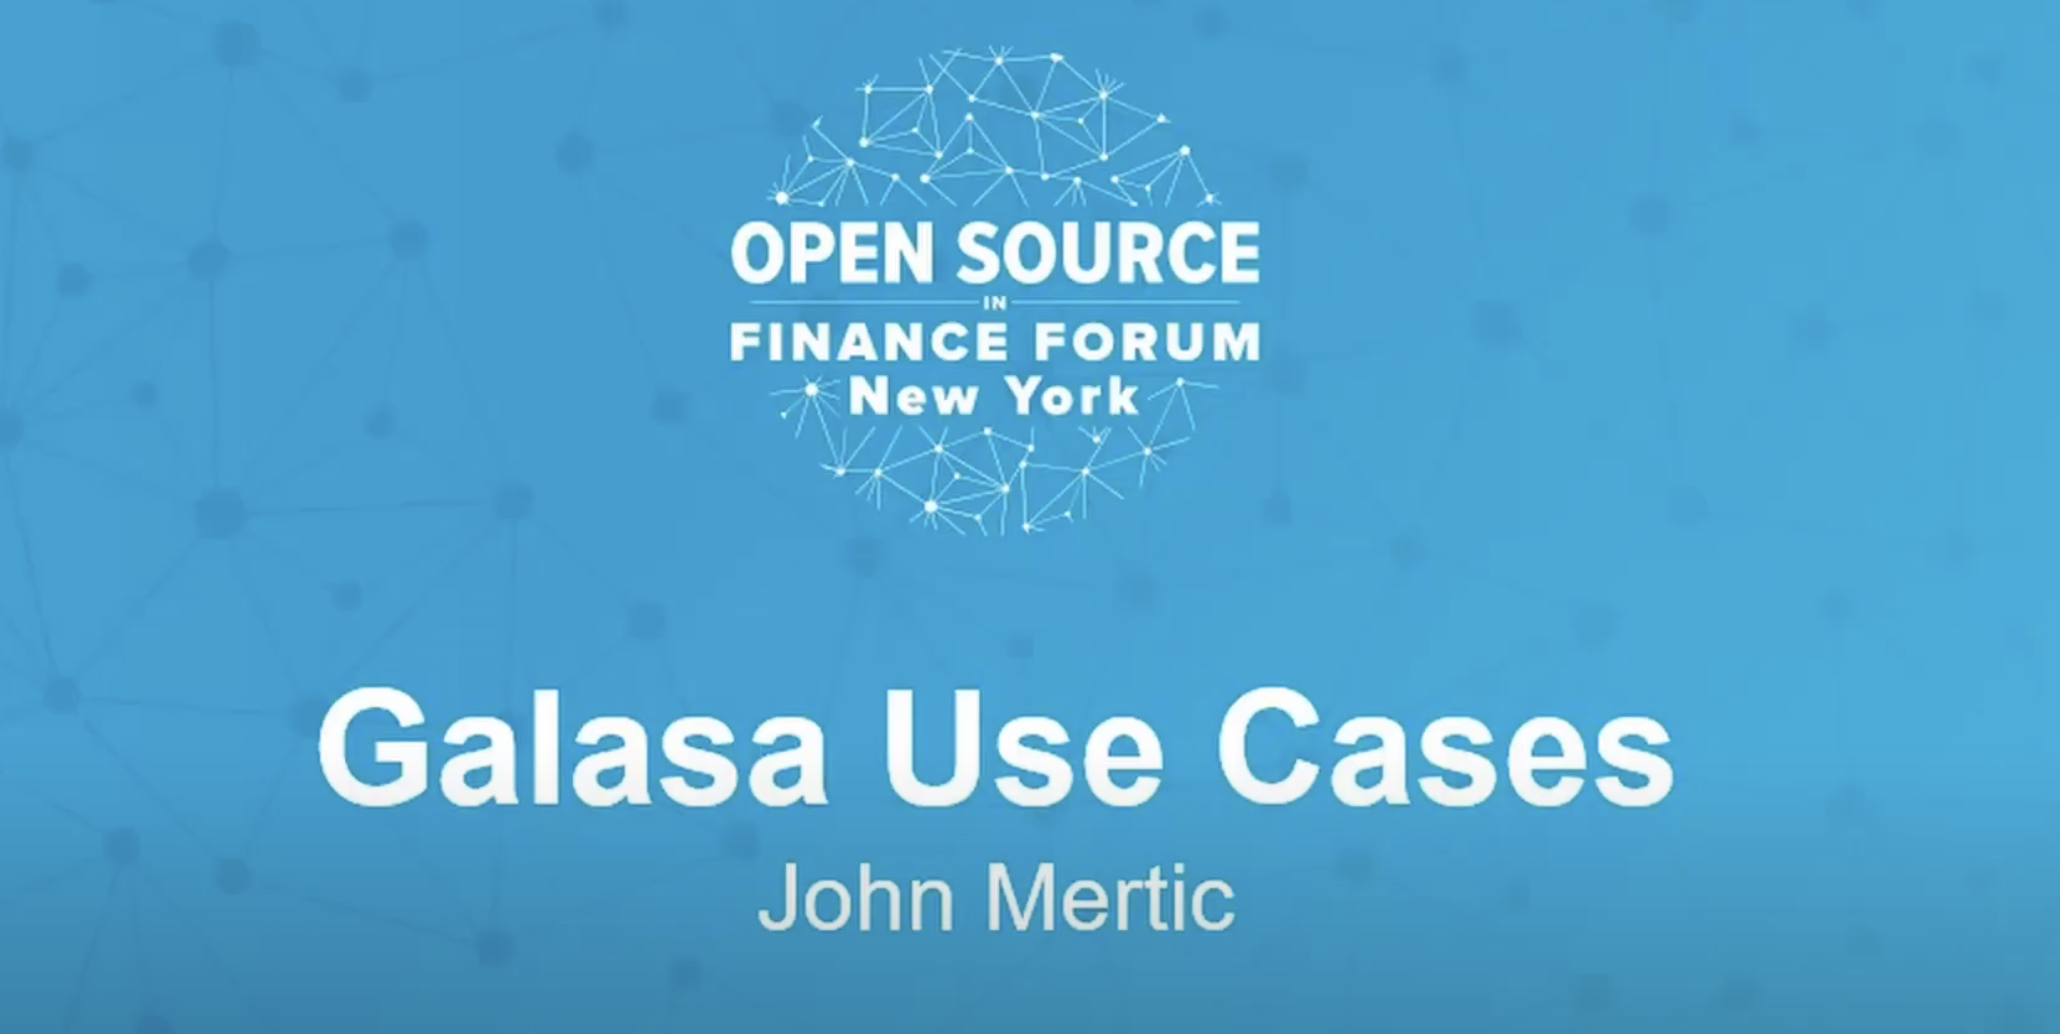 OPEN SOURCE
IN
FINANCE FORUM
New York
Galasa Use Cases
John Mertic